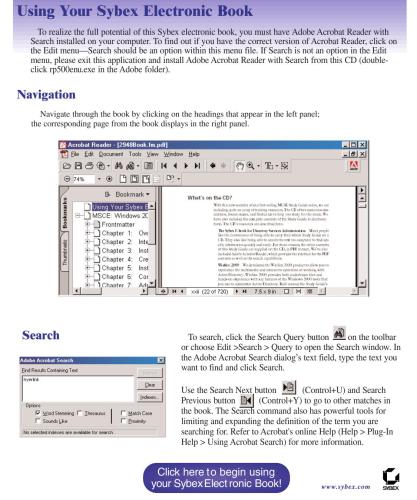 Using Your Sybex Electronic Book
To realize the full potential of this Sybex electronic book, you must have Adobe Acrobat Reader with
Search installed on your computer. To find out if you have the correct version of Acrobat Reader, click on
the Edit menu—Search should be an option within this menu file. If Search is not an option in the Edit
menu, please exit this application and install Adobe Acrobat Reader with Search from this CD (double-
click rp500enu.exe in the Adobe folder).
Navigation
Navigate through the book by clicking on the headings that appear in the left panel;
the corresponding page from the book displays in the right panel.
Acrobat Reader - [2948Book_fm.pdf]
File Edit Document Tools View Window Help
74%
Bookmark
Bookmarks
Thumbnails
Using Your Sybex E
MSCE: Windows 20
Frontmatter
Chapter 1: Ov
Chapter 2: Inte
Chapter 3: Inst
Chapter 4: Cre
Chapter 5: Inst
Chapter 6: Con
Chapter 7: Adm
What's on the CD?
xxii (22 of 720)
7.5 x 9 in
Search
Adobe Acrobat Search
Find Results Containing Text
hyperlink
Search
Clear
Indexes...
Options
Word Stemming
Thesaurus
Match Case
Sounds Like
Proximity
No selected indexes are available for search.
To search, click the Search Query button on the toolbar
or choose Edit >Search > Query to open the Search window. In
the Adobe Acrobat Search dialog's text field, type the text you
want to find and click Search.
Use the Search Next button (Control+U) and Search
Previous button (Control+Y) to go to other matches in
the book. The Search command also has powerful tools for
limiting and expanding the definition of the term you are
searching for. Refer to Acrobat's online Help (Help > Plug-In
Help > Using Acrobat Search) for more information.
Click here to begin using
your Sybex Elect ronic Book!
www.sybex.com
SYBEX